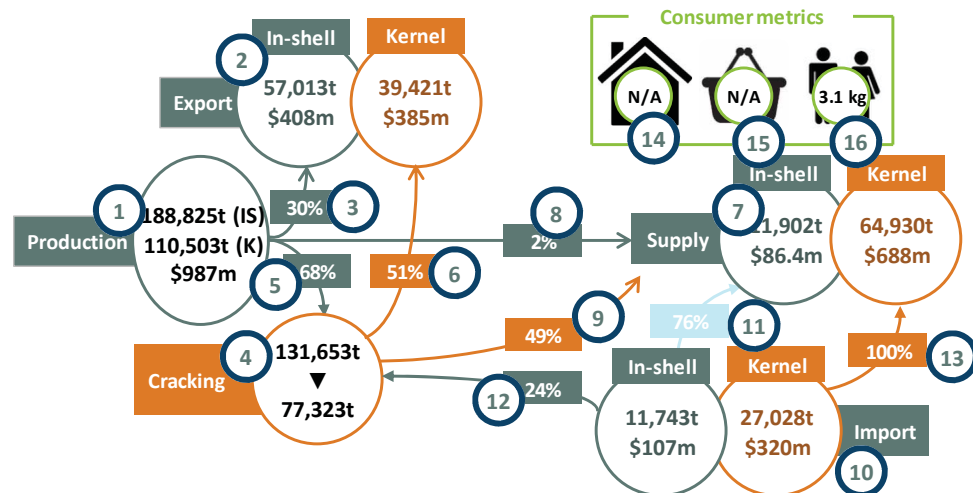 Consumer metrics
In-shell
Kernel
2
57,013t
$408m
39,421t
$385m
Export
N/A
N/A
3.1 kg
14
15
16
In-shell
Kernel
1
188,825t (IS)
110,503t (K)
$987m
Production
30%
3
8
2%
Supply
7
$86.4m
64,930t
$688m
5
68%
51%
6
9
49%
76%
11
4
Cracking
131,653t
▼
77,323t
12
24%
In-shell
Kernel
100%
13
11,743t
$107m
27,028t
$320m
Import
10